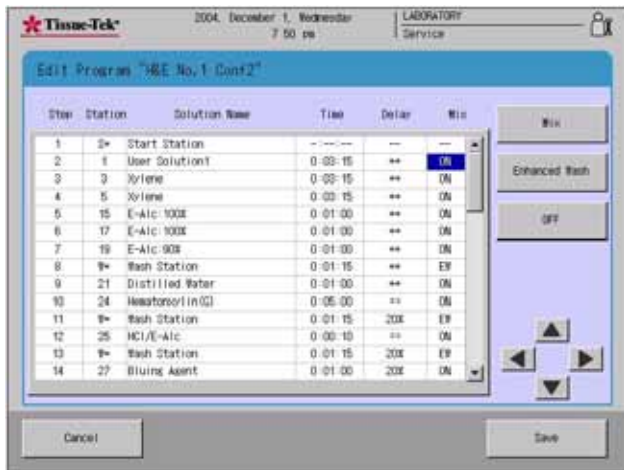 Tissue-Tek
2004, December 1, Wednesday
7 50 pm
LABORATORY
Service
Edit Program "H&E No.1 Conf2"
Step Station Solution Name Time Delay Mix
1 S* Start Station -:--:-- -- --
2 1 User Solution1 0:03:15 ** ON
3 3 Xylene 0:03:15 ** ON
4 5 Xylene 0:03:15 ** ON
5 15 E-Alc:100% 0:01:00 ** ON
6 17 E-Alc:100% 0:01:00 ** ON
7 19 E-Alc:90% 0:01:00 ** ON
8 W* Wash Station 0:01:15 ** EW
9 21 Distilled Water 0:01:00 ** ON
10 24 0:05:00 ON
11 W* Wash Station 0:01:15 20% EW
12 25 HCl/E-Alc 0:00:10 ON
13 W* Wash Station 0:01:15 20% EW
14 27 Bluing Agent 0:01:00 20% ON
Mix
Enhanced Wash
OFF
Cancel
Save